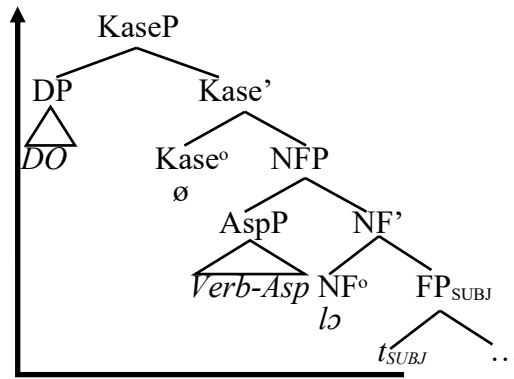 KaseP
DP Kase’
DO Kaseº NFP
ø
AspP NF’
Verb-Asp NFº FPSUBJ
lɔ
tSUBJ ..